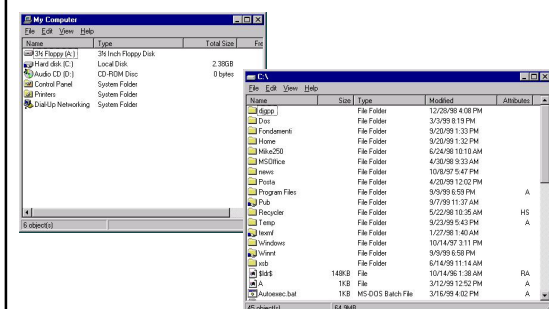 My Computer
File Edit View Help
Name Type Total Size Fre
3½ Floppy (A:) 3½ Inch Floppy Disk
Hard disk (C:) Local Disk 2.38GB
Audio CD (D:) CD-ROM Disc 0 bytes
Control Panel System Folder
Printers System Folder
Dial-Up Networking System Folder
6 object(s)
C:\
File Edit View Help
Name Size Type Modified Attributes
djgpp File Folder 12/28/98 4:08 PM
Dos File Folder 3/3/99 8:19 PM
Fondamenti File Folder 9/20/99 1:33 PM
Home File Folder 9/20/99 1:32 PM
Mike250 File Folder 6/24/98 10:10 AM
MSOffice File Folder 4/30/98 9:33 AM
news File Folder 10/8/97 5:47 PM
Posta File Folder 4/20/99 12:02 PM
Program Files File Folder 9/9/99 6:59 PM A
Pub File Folder 9/7/99 11:37 AM
Recycler File Folder 5/22/98 10:35 AM HS
Temp File Folder 9/23/99 5:43 PM A
texmf File Folder 1/27/98 1:40 AM
Windows File Folder 10/14/97 3:11 PM
Winnt File Folder 9/9/99 6:58 PM
xsb File Folder 6/14/99 11:14 AM
$ldr$ 148KB File 10/14/96 1:38 AM RA
A 1KB File 3/12/99 12:52 PM A
Autoexec.bat 1KB MS-DOS Batch File 3/16/99 4:02 PM A
45 object(s) 64.9MB